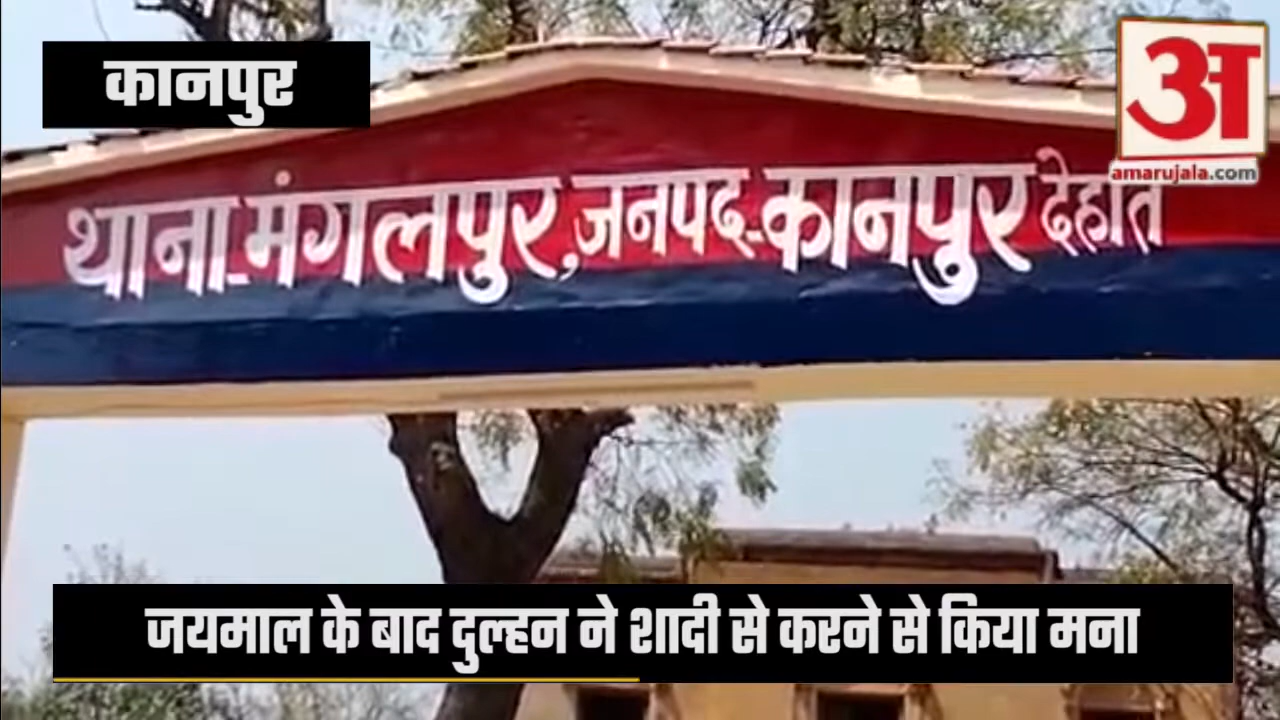 कानपुर
अ
amarujala.com
थाना-मंगलपुर,जनपद-कानपुर देहात
जयमाल के बाद दुल्हन ने शादी से करने से किया मना